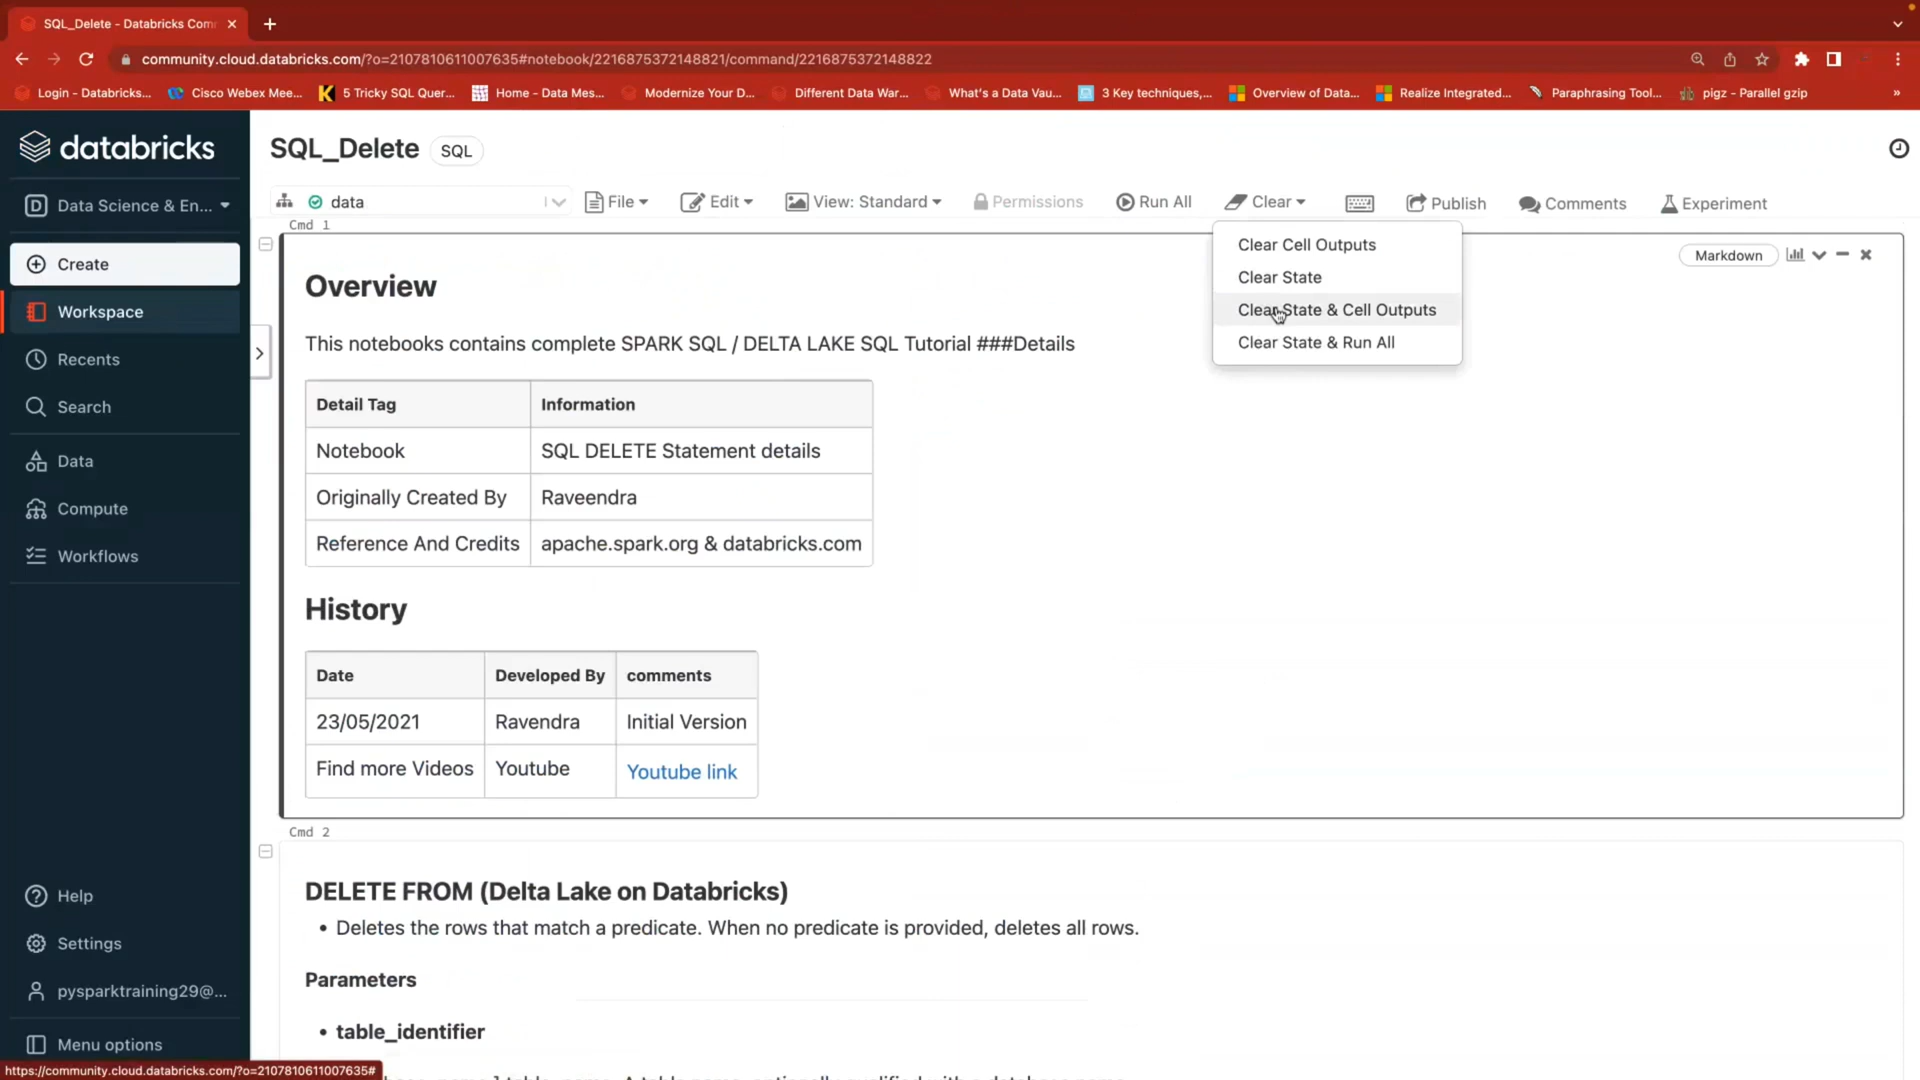 SQL_Delete - Databricks Com
community.cloud.databricks.com/?o=2107810611007635#notebook/2216875372148821/command/2216875372148822
Login - Databricks...
Cisco Webex Mee...
5 Tricky SQL Quer...
Home - Data Mes...
Modernize Your D...
Different Data War...
What's a Data Vau...
3 Key techniques,...
Overview of Data...
Realize Integrated...
Paraphrasing Tool...
pigz - Parallel gzip
databricks
SQL_Delete
SQL
Data Science & En...
Create
Workspace
Recents
Search
Data
Compute
Workflows
Help
Settings
pysparktraining29@...
Menu options
data
File
Edit
View: Standard
Permissions
Run All
Clear
Publish
Comments
Experiment
Clear Cell Outputs
Clear State
Clear State & Cell Outputs
Clear State & Run All
Cmd 1
Markdown
Overview
This notebooks contains complete SPARK SQL / DELTA LAKE SQL Tutorial ###Details
Detail Tag Information
Notebook SQL DELETE Statement details
Originally Created By Raveendra
Reference And Credits apache.spark.org & databricks.com
History
Date Developed By comments
23/05/2021 Ravendra Initial Version
Find more Videos Youtube Youtube link
Cmd 2
DELETE FROM (Delta Lake on Databricks)
• Deletes the rows that match a predicate. When no predicate is provided, deletes all rows.
Parameters
• table_identifier
https://community.cloud.databricks.com/?o=2107810611007635#